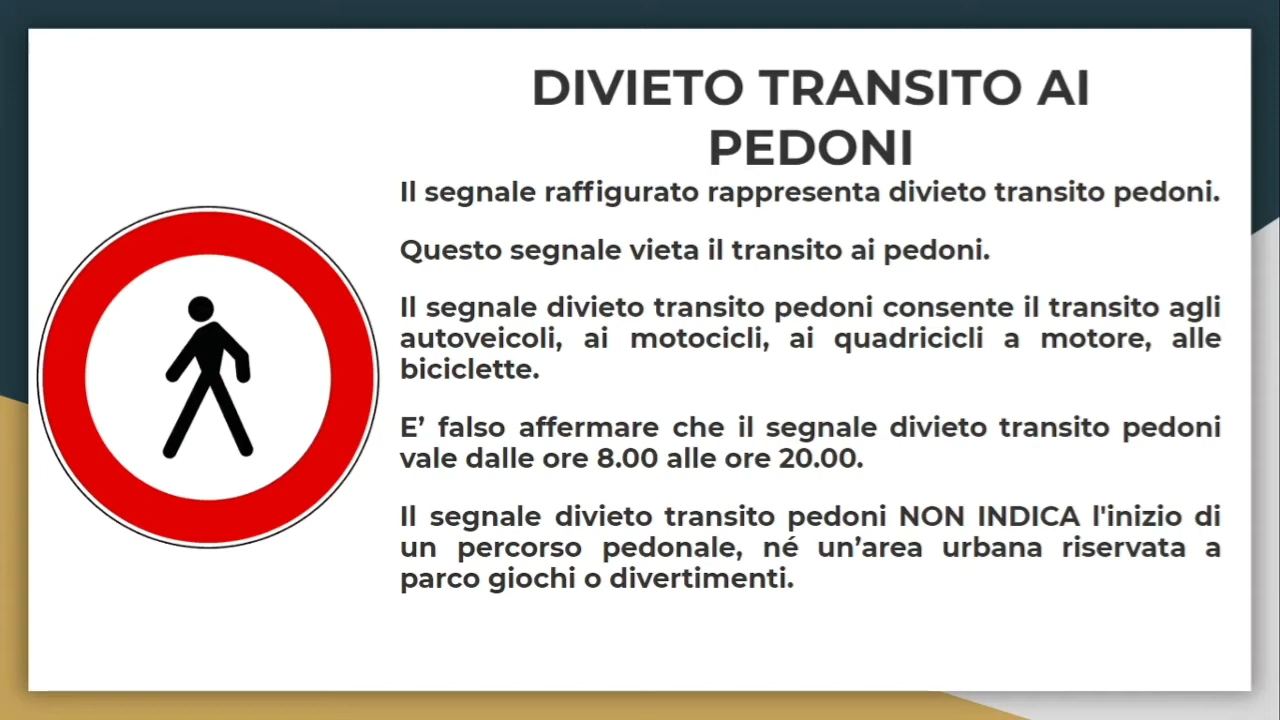 DIVIETO TRANSITO AI
PEDONI
Il segnale raffigurato rappresenta divieto transito pedoni.
Questo segnale vieta il transito ai pedoni.
Il segnale divieto transito pedoni consente il transito agli
autoveicoli, ai motocicli, ai quadricicli a motore, alle
biciclette.
E’ falso affermare che il segnale divieto transito pedoni
vale dalle ore 8.00 alle ore 20.00.
Il segnale divieto transito pedoni NON INDICA l'inizio di
un percorso pedonale, né un’area urbana riservata a
parco giochi o divertimenti.